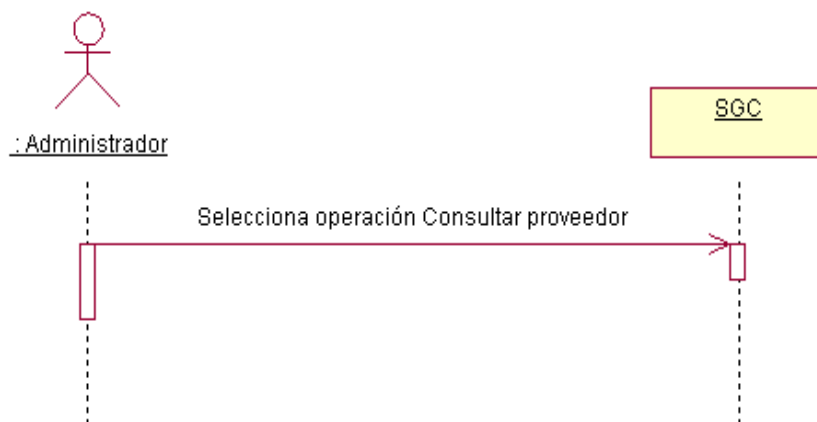 : Administrador
SGC
Selecciona operación Consultar proveedor